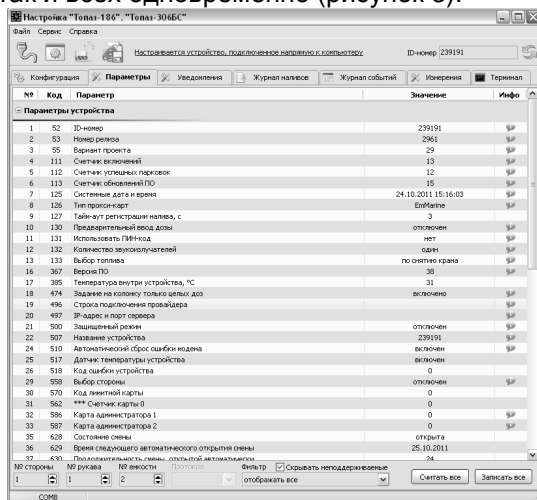 так и всех одновременно (рисунок 8).
Настройка "Топаз-186", "Топаз-306БС"
Файл Сервис Справка
Настраивается устройство, подключенное напрямую к компьютеру ID-номер 239191
Конфигурация Параметры Уведомления Журнал наливов Журнал событий Измерения Терминал
№ Код Параметр Значение Инфо
Параметры устройства
1 52 ID-номер 239191
2 53 Номер релиза 2961
3 55 Вариант проекта 29
4 111 Счетчик включений 13
5 112 Счетчик успешных парковок 12
6 113 Счетчик обновлений ПО 15
7 125 Системные дата и время 24.10.2011 15:16:03
8 126 Тип прокси-карт EmMarine
9 127 Тайм-аут регистрации налива, с 3
10 130 Предварительный ввод дозы отключен
11 131 Использовать ПИН-код нет
12 132 Количество звукоизлучателей один
13 133 Выбор топлива по снятию крана
16 367 Версия ПО 38
17 385 Температура внутри устройства, °С 31
18 474 Задание на колонку только целых доз включено
19 496 Строка подключения провайдера
20 497 IP-адрес и порт сервера
21 500 Защищенный режим отключен
22 507 Название устройства 239191
24 510 Автоматический сброс ошибки модема включен
25 517 Датчик температуры устройства включен
26 518 Код ошибки устройства 0
29 558 Выбор стороны отключен
30 570 Код лимитной карты 0
31 562 *** Счетчик карты 0 0
32 586 Карта администратора 1 0
33 587 Карта администратора 2 0
35 628 Состояние смены открыта
36 629 Время следующего автоматического открытия смены 25.10.2011
37 630 Продолжительность смены, открытой автоматически 24
№ стороны № рукава № емкости Протокол Фильтр Скрывать неподдерживаемые
1 1 2 отображать все Считать все Записать все
COM8